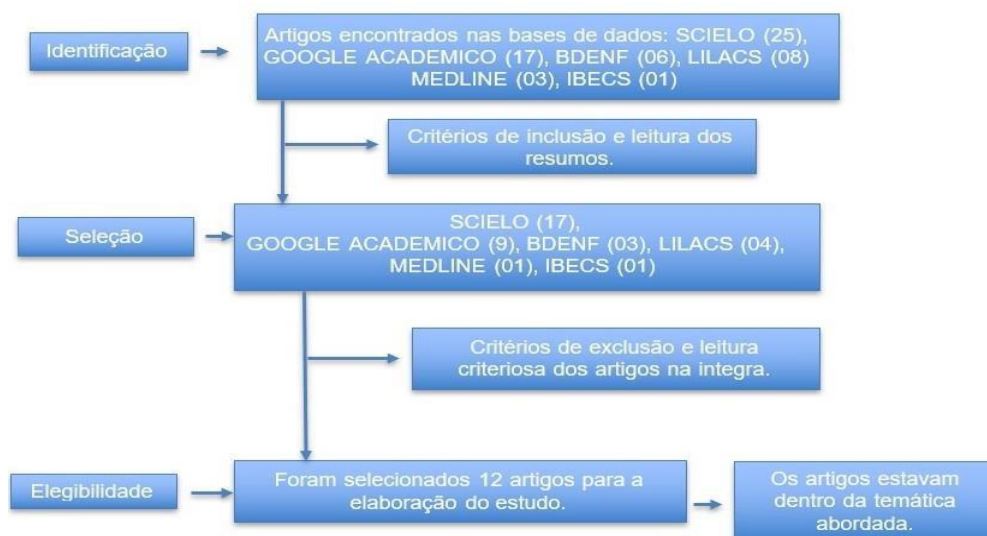 Identificação
Artigos encontrados nas bases de dados: SCIELO (25),
GOOGLE ACADEMICO (17), BDENF (06), LILACS (08)
MEDLINE (03), IBECS (01)
Critérios de inclusão e leitura dos
resumos.
Seleção
SCIELO (17),
GOOGLE ACADEMICO (9), BDENF (03), LILACS (04),
MEDLINE (01), IBECS (01)
Critérios de exclusão e leitura
criteriosa dos artigos na integra.
Elegibilidade
Foram selecionados 12 artigos para a
elaboração do estudo.
Os artigos estavam
dentro da temática
abordada.